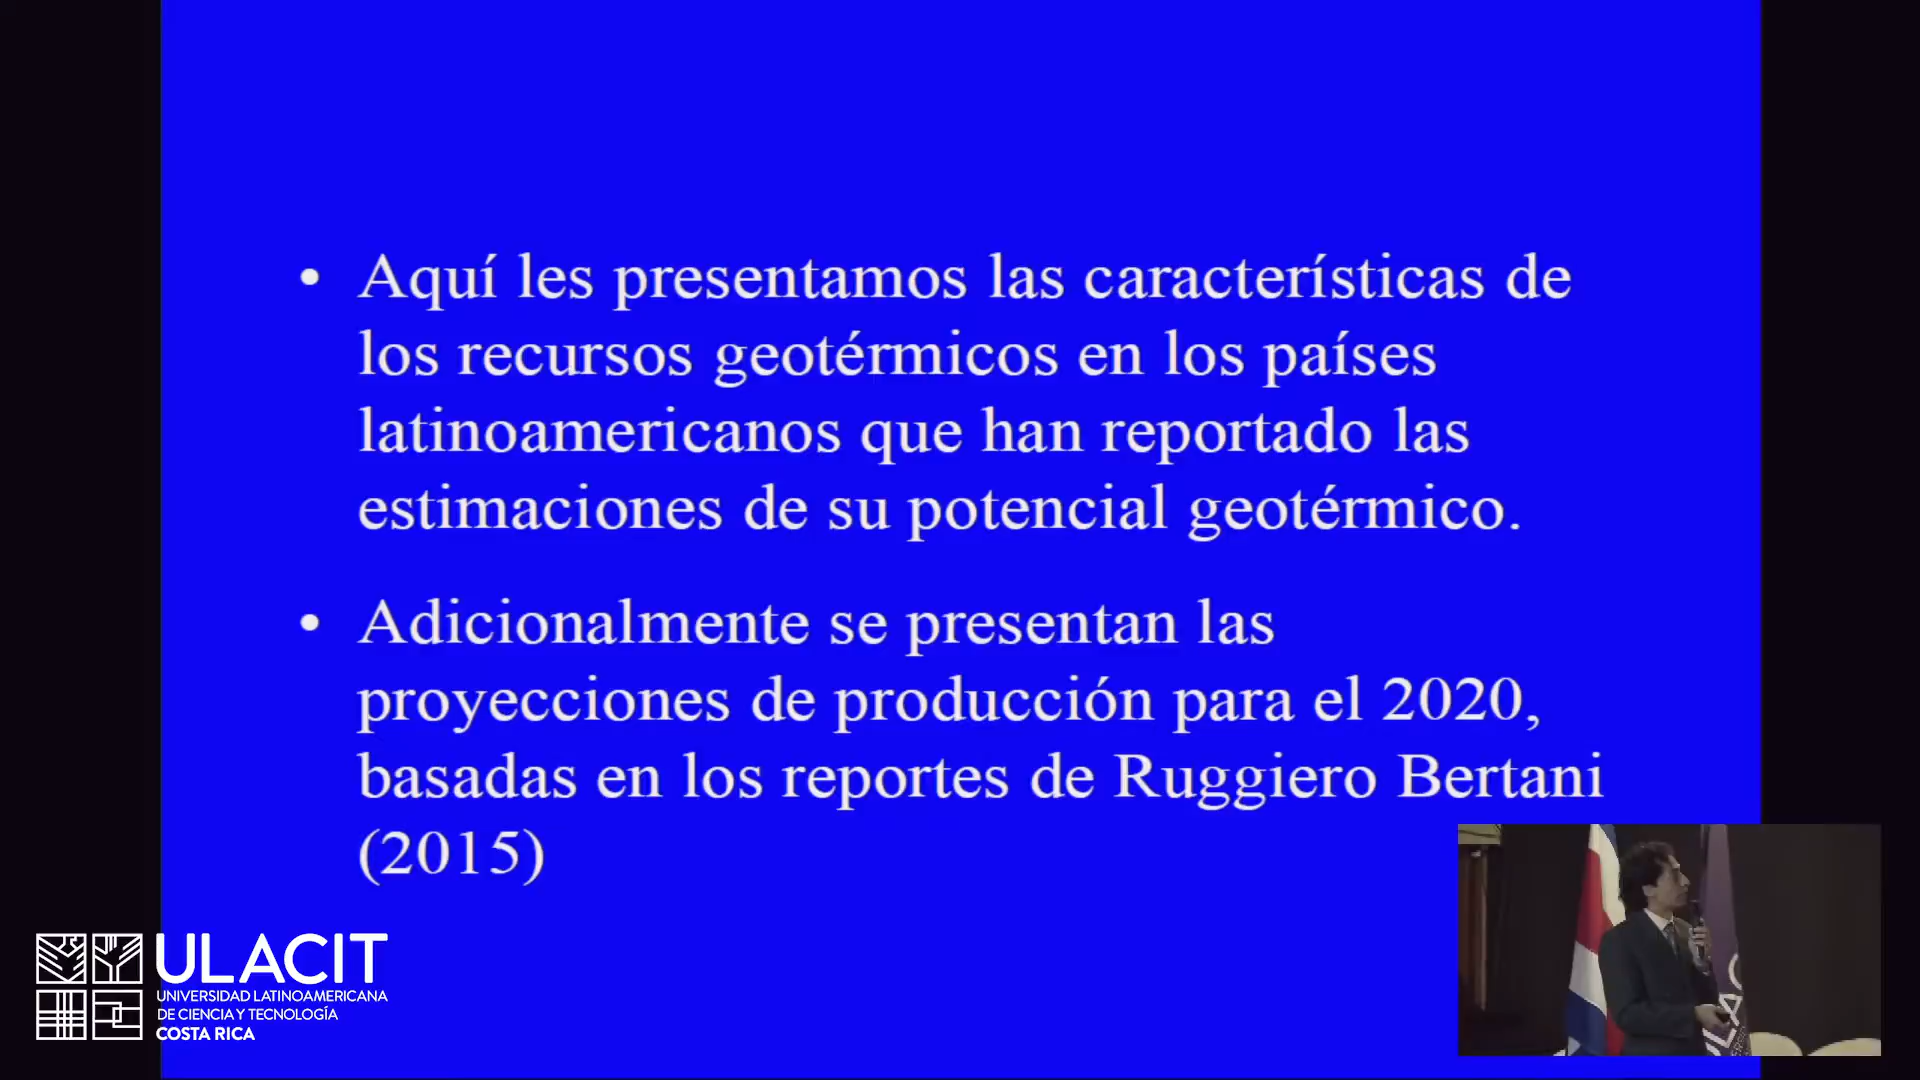 • Aquí les presentamos las características de
los recursos geotérmicos en los países
latinoamericanos que han reportado las
estimaciones de su potencial geotérmico.
• Adicionalmente se presentan las
proyecciones de producción para el 2020,
basadas en los reportes de Ruggiero Bertani
(2015)
ULACIT
UNIVERSIDAD LATINOAMERICANA
DE CIENCIA Y TECNOLOGÍA
COSTA RICA